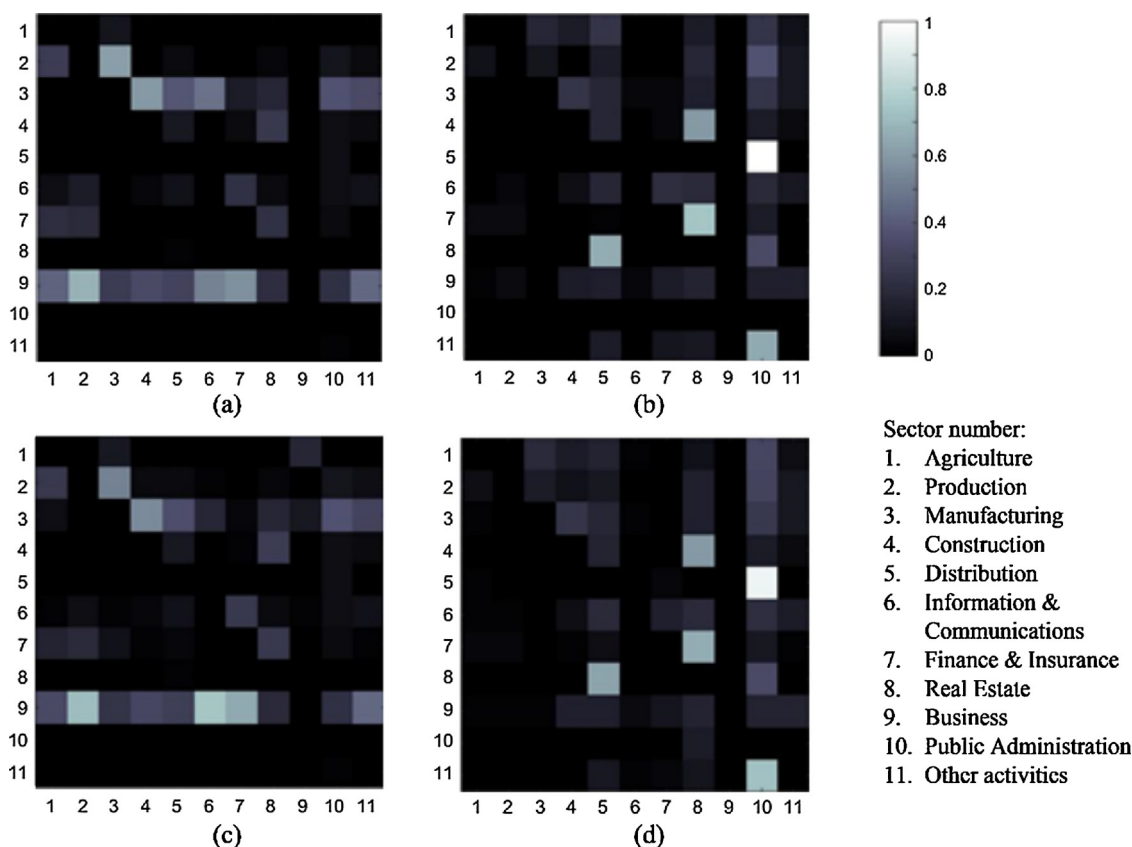 1
2
3
4
5
6
7
8
9
10
11
1 2 3 4 5 6 7 8 9 10 11
(a)
1
2
3
4
5
6
7
8
9
10
11
1 2 3 4 5 6 7 8 9 10 11
(b)
1
0.8
0.6
0.4
0.2
0
1
2
3
4
5
6
7
8
9
10
11
1 2 3 4 5 6 7 8 9 10 11
(c)
1
2
3
4
5
6
7
8
9
10
11
1 2 3 4 5 6 7 8 9 10 11
(d)
Sector number:
1. Agriculture
2. Production
3. Manufacturing
4. Construction
5. Distribution
6. Information &
Communications
7. Finance & Insurance
8. Real Estate
9. Business
10. Public Administration
11. Other activities